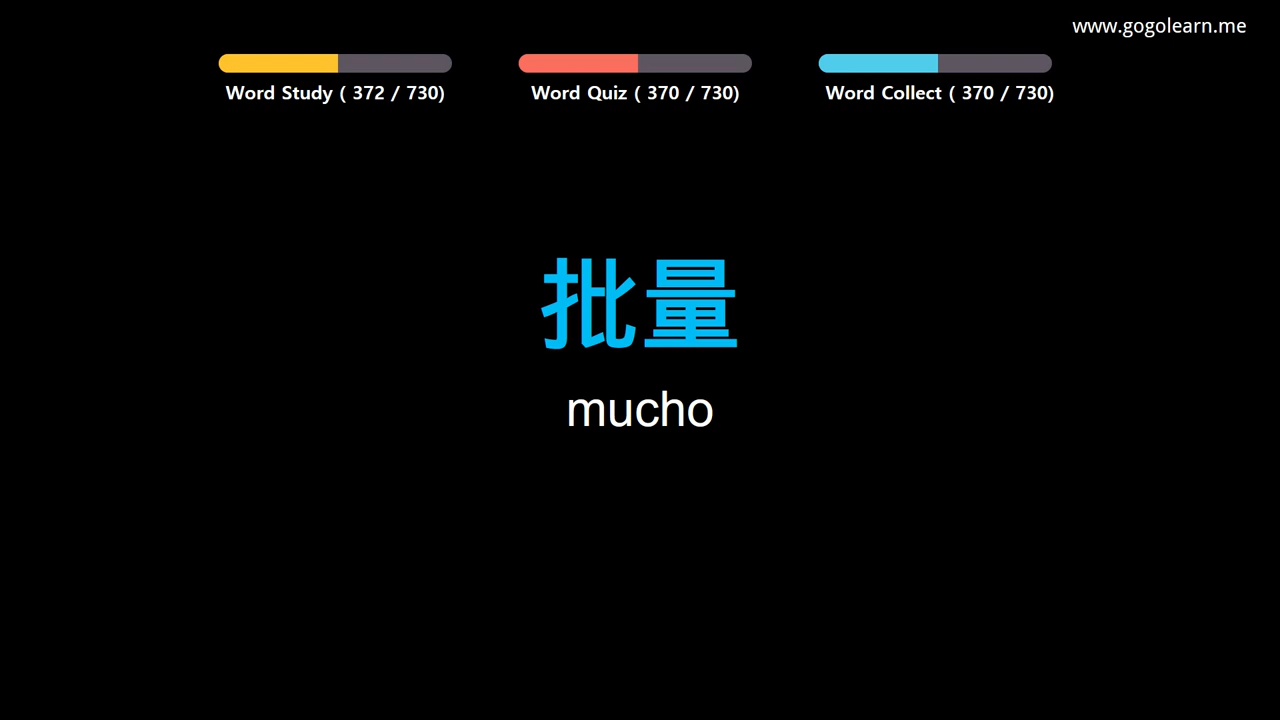 www.gogolearn.me
Word Study ( 372 / 730)
Word Quiz ( 370 / 730)
Word Collect ( 370 / 730)
批量
mucho